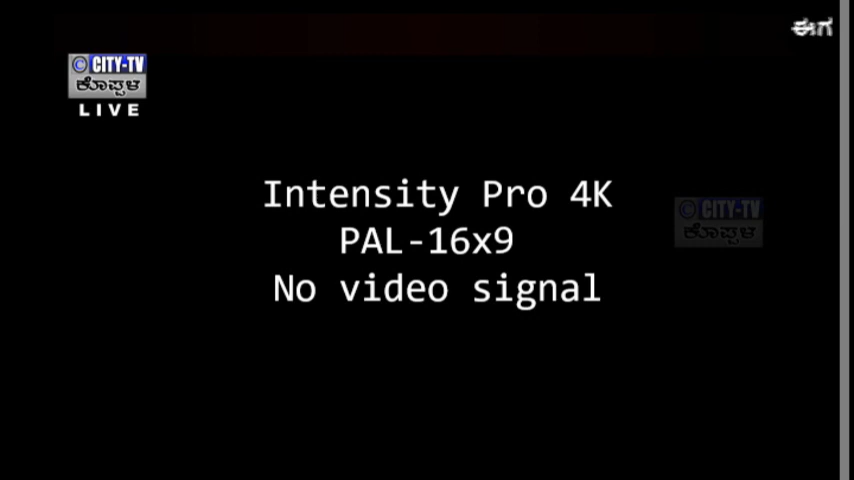 ಈಗ
© CITY-TV
ಕೊಪ್ಪಳ
LIVE
Intensity Pro 4K
PAL-16x9
No video signal
© CITY-TV
ಕೊಪ್ಪಳ